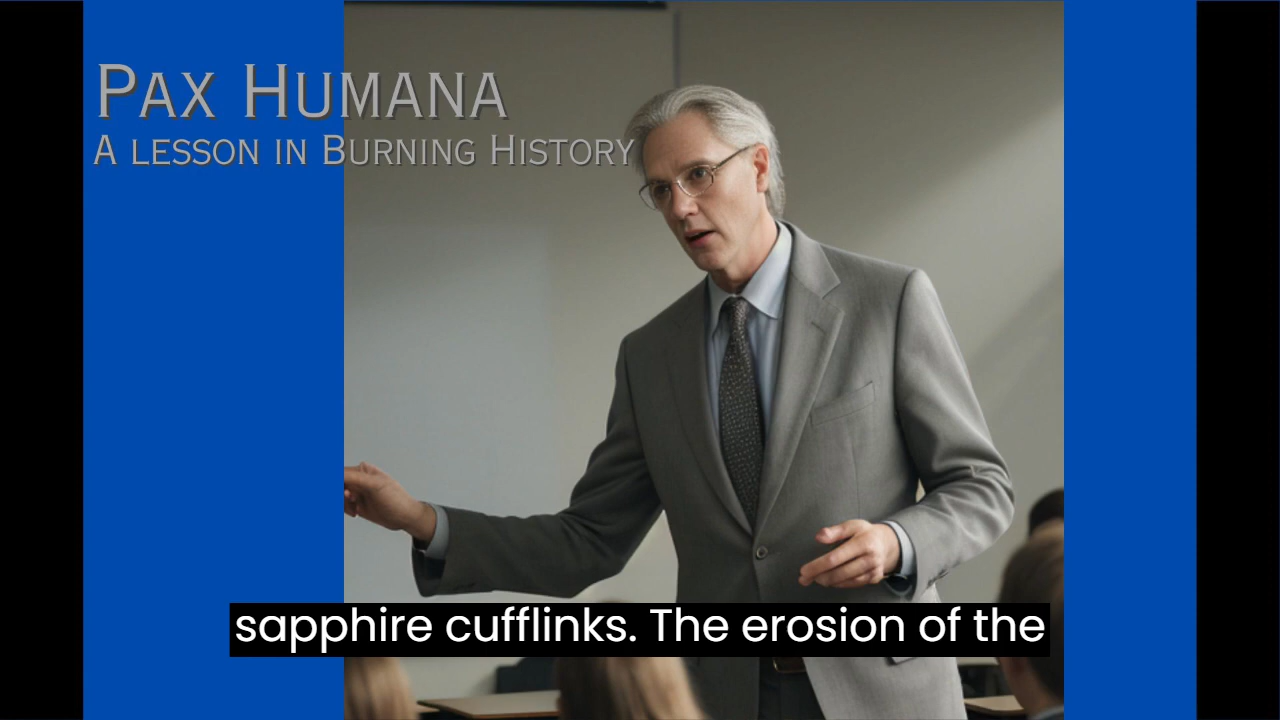 Pax Humana
A lesson in Burning History
sapphire cufflinks. The erosion of the